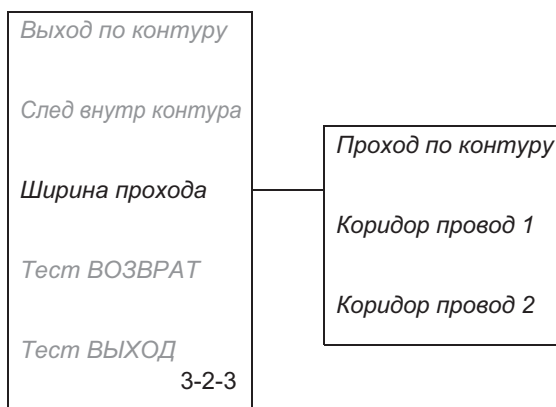 Выход по контуру
След внутр контура
Ширина прохода
Тест ВОЗВРАТ
Тест ВЫХОД
3-2-3
Проход по контуру
Коридор провод 1
Коридор провод 2